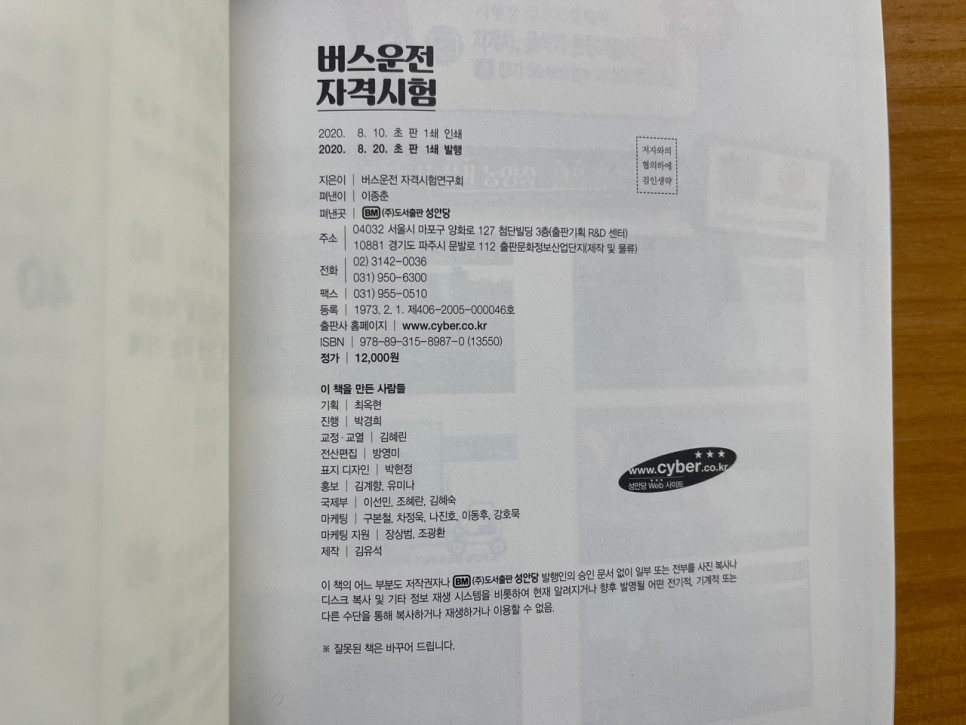 버스운전
자격시험
2020. 8. 10. 초 판 1쇄 인쇄
2020. 8. 20. 초 판 1쇄 발행
저자와의
협의하에
검인생략
지은이 | 버스운전 자격시험연구회
펴낸이 | 이종춘
펴낸곳 | BM (주)도서출판 성안당
주소 | 04032 서울시 마포구 양화로 127 첨단빌딩 3층(출판기획 R&D 센터)
10881 경기도 파주시 문발로 112 출판문화정보산업단지(제작 및 물류)
전화 | 02) 3142-0036
031) 950-6300
팩스 | 031) 955-0510
등록 | 1973. 2. 1. 제406-2005-000046호
출판사 홈페이지 | www.cyber.co.kr
ISBN | 978-89-315-8987-0 (13550)
정가 | 12,000원
이 책을 만든 사람들
기획 | 최옥현
진행 | 박경희
교정·교열 | 김혜린
전산편집 | 방영미
표지 디자인 | 박현정
홍보 | 김계향, 유미나
국제부 | 이선민, 조혜란, 김혜숙
마케팅 | 구본철, 차정욱, 나진호, 이동후, 강호묵
마케팅 지원 | 장상범, 조광환
제작 | 김유석
www.cyber.co.kr
성안당 Web 사이트
이 책의 어느 부분도 저작권자나 BM (주)도서출판 성안당 발행인의 승인 문서 없이 일부 또는 전부를 사진 복사나
디스크 복사 및 기타 정보 재생 시스템을 비롯하여 현재 알려지거나 향후 발명될 어떤 전기적, 기계적 또는
다른 수단을 통해 복사하거나 재생하거나 이용할 수 없음.
※ 잘못된 책은 바꾸어 드립니다.